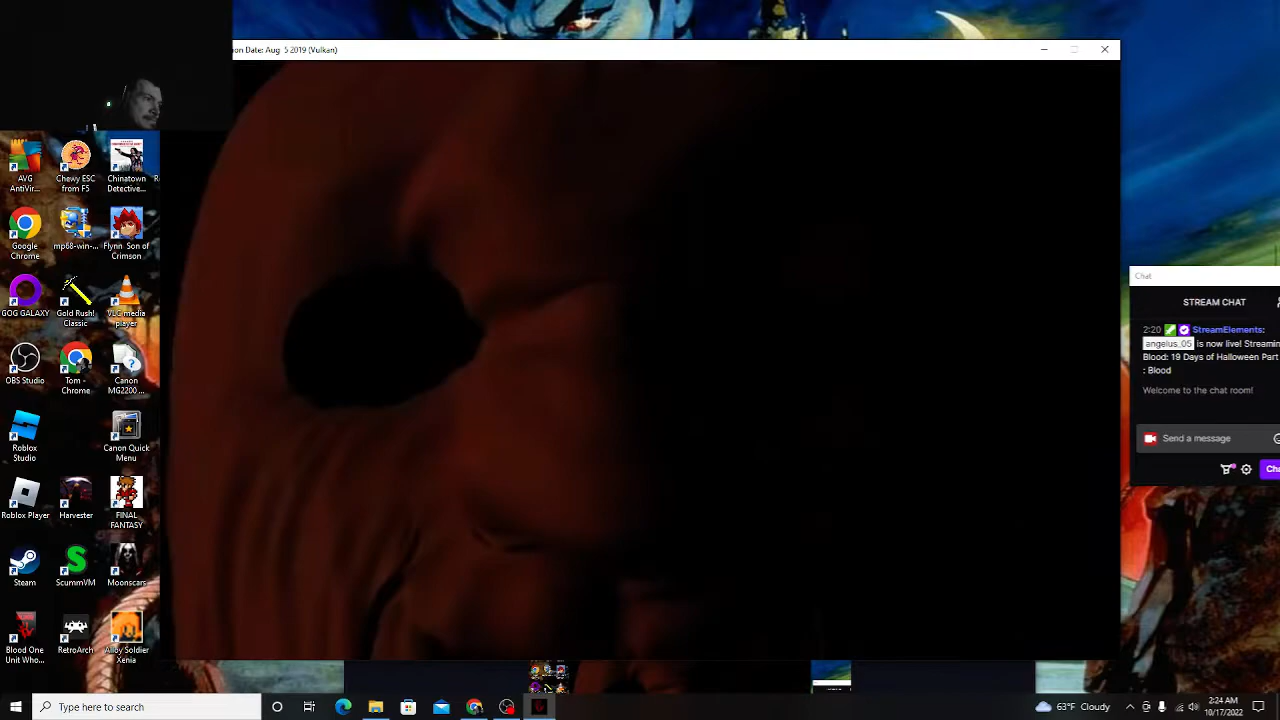 on Date: Aug 5 2019 (Vulkan)
AVG AntiVir...
Chewy ESC from F5
Chinatown Detective...
Google Chrome
mp68-win-...
Flynn Son of Crimson
GOG GALAXY
Gold Rush! Classic
VLC media player
OBS Studio
Tom - Chrome
Canon MG2200 ...
Roblox Studio
Canon Quick Menu
Roblox Player
Harvester
FINAL FANTASY
Steam
ScummVM
Moonscars
Blood One Unit Who...
RetroArch
Alloy Soldier Xenia
Chat
STREAM CHAT
2:20 StreamElements:
angelus_05 is now live! Streamin
Blood: 19 Days of Halloween Part
: Blood
Welcome to the chat room!
Send a message
Cha
Type here to search
63°F Cloudy
2:24 AM
10/17/2022